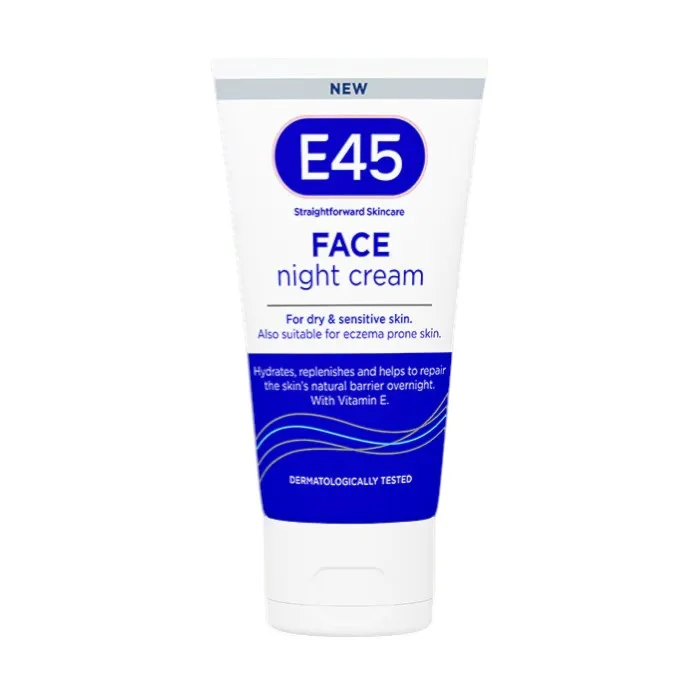 NEW
E45
Straightforward Skincare
FACE
night cream
For dry & sensitive skin.
Also suitable for eczema prone skin.
Hydrates, replenishes and helps to repair
the skin's natural barrier overnight.
With Vitamin E.
DERMATOLOGICALLY TESTED